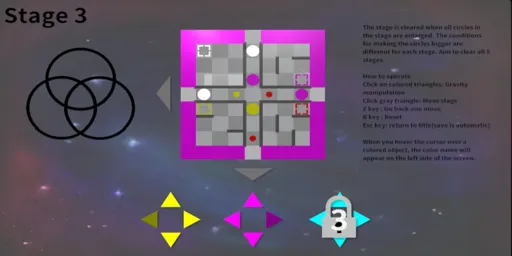 Stage 3
The stage is cleared when all circles in
the stage are enlarged. The conditions
for making the circles bigger are
different for each stage. Aim to clear all 5
stages.
How to operate
Click on colored triangles: Gravity
manipulation
Click gray triangle: Move stage
Z key : Go back one move.
R key : Reset
Esc key: return to title(save is automatic)
When you hover the cursor over a
colored object, the color name will
appear on the left side of the screen.
3